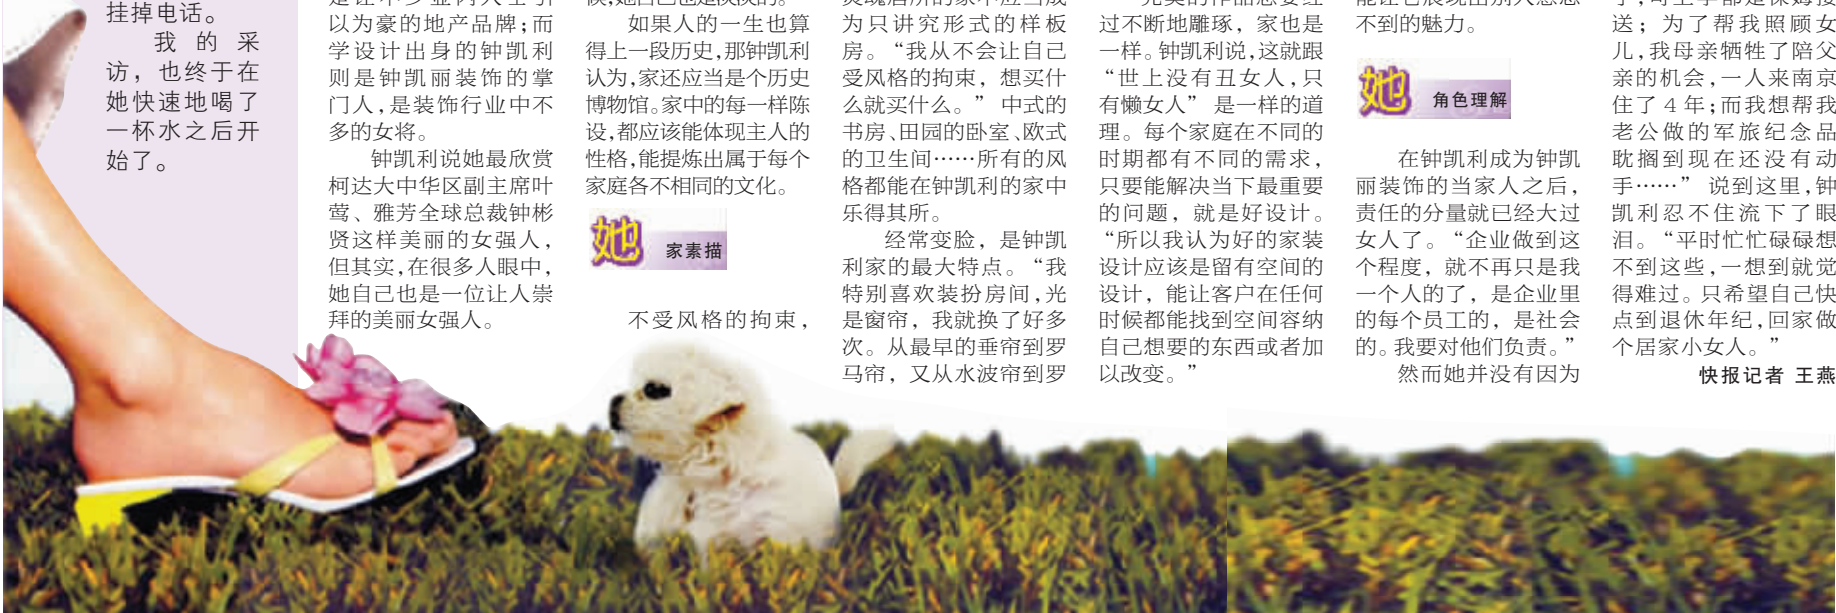 挂掉电话。
我的采
访，也终于在
她快速地喝了
一杯水之后开
始了。
以为豪的地产品牌；而
学设计出身的钟凯利
则是钟凯丽装饰的掌
门人，是装饰行业中不
多的女将。
钟凯利说她最欣赏
柯达大中华区副主席叶
莺、雅芳全球总裁钟彬
贤这样美丽的女强人，
但其实，在很多人眼中，
她自己也是一位让人崇
拜的美丽女强人。
如果人的一生也算
得上一段历史，那钟凯利
认为，家还应当是个历史
博物馆。家中的每一样陈
设，都应该能体现主人的
性格，能提炼出属于每个
家庭各不相同的文化。
她 家素描
不受风格的拘束，
为只讲究形式的样板
房。“我从不会让自己
受风格的拘束，想买什
么就买什么。”中式的
书房、田园的卧室、欧式
的卫生间……所有的风
格都能在钟凯利的家中
乐得其所。
经常变脸，是钟凯
利家的最大特点。“我
特别喜欢装扮房间，光
是窗帘，我就换了好多
次。从最早的垂帘到罗
马帘，又从水波帘到罗
过不断地雕琢，家也是
一样。钟凯利说，这就跟
“世上没有丑女人，只
有懒女人”是一样的道
理。每个家庭在不同的
时期都有不同的需求，
只要能解决当下最重要
的问题，就是好设计。
“所以我认为好的家装
设计应该是留有空间的
设计，能让客户在任何
时候都能找到空间容纳
自己想要的东西或者加
以改变。”
不到的魅力。
她 角色理解
在钟凯利成为钟凯
丽装饰的当家人之后，
责任的分量就已经大过
女人了。“企业做到这
个程度，就不再只是我
一个人的了，是企业里
的每个员工的，是社会
的。我要对他们负责。”
然而她并没有因为
送；为了帮我照顾女
儿，我母亲牺牲了陪父
亲的机会，一人来南京
住了4年；而我想帮我
老公做的军旅纪念品
耽搁到现在还没有动
手……”说到这里，钟
凯利忍不住流下了眼
泪。“平时忙忙碌碌想
不到这些，一想到就觉
得难过。只希望自己快
点到退休年纪，回家做
个居家小女人。”
快报记者 王燕